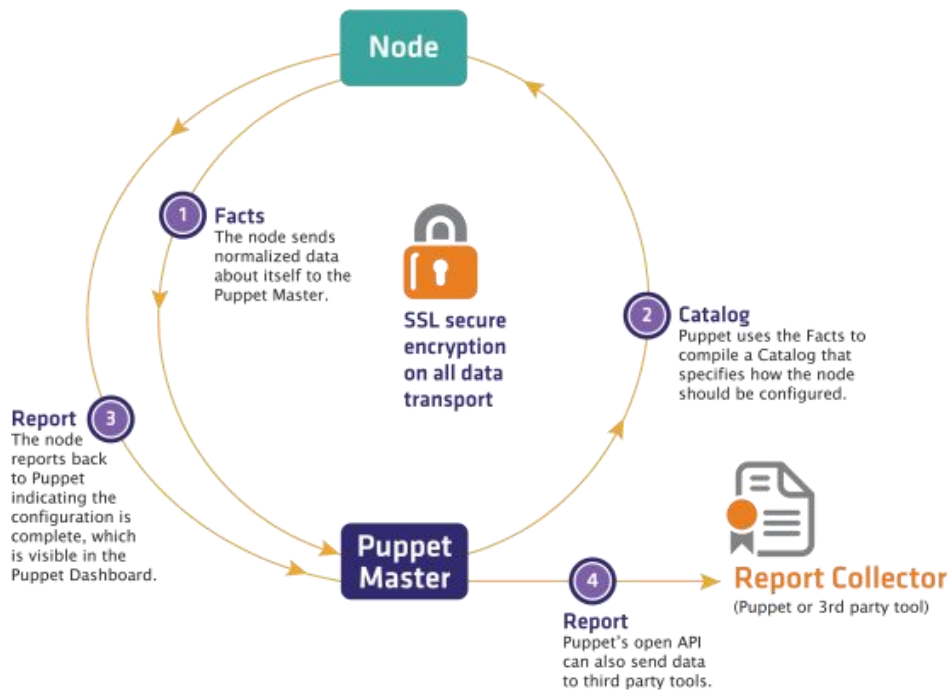 Node
1
Facts
The node sends
normalized data
about itself to the
Puppet Master.
SSL secure
encryption
on all data
transport
2
Catalog
Puppet uses the Facts to
compile a Catalog that
specifies how the node
should be configured.
3
Report
The node
reports back
to Puppet
indicating the
configuration is
complete, which
is visible in the
Puppet Dashboard.
Puppet
Master
4
Report
Puppet's open API
can also send data
to third party tools.
Report Collector
(Puppet or 3rd party tool)